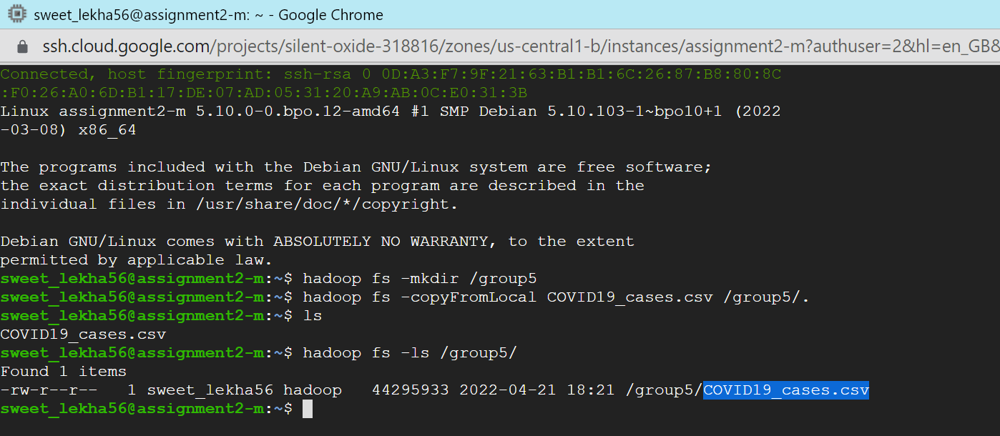 sweet_lekha56@assignment2-m: ~ - Google Chrome
ssh.cloud.google.com/projects/silent-oxide-318816/zones/us-central1-b/instances/assignment2-m?authuser=2&hl=en_GB&
Connected, host fingerprint: ssh-rsa 0 0D:A3:F7:9F:21:63:B1:B1:6C:26:87:B8:80:8C
:F0:26:A0:6D:B1:17:DE:07:AD:05:31:20:A9:AB:0C:E0:31:3B
Linux assignment2-m 5.10.0-0.bpo.12-amd64 #1 SMP Debian 5.10.103-1~bpo10+1 (2022
-03-08) x86_64
The programs included with the Debian GNU/Linux system are free software;
the exact distribution terms for each program are described in the
individual files in /usr/share/doc/*/copyright.
Debian GNU/Linux comes with ABSOLUTELY NO WARRANTY, to the extent
permitted by applicable law.
sweet_lekha56@assignment2-m:~$ hadoop fs -mkdir /group5
sweet_lekha56@assignment2-m:~$ hadoop fs -copyFromLocal COVID19_cases.csv /group5/.
sweet_lekha56@assignment2-m:~$ ls
COVID19_cases.csv
sweet_lekha56@assignment2-m:~$ hadoop fs -ls /group5/
Found 1 items
-rw-r--r--   1 sweet_lekha56 hadoop   44295933 2022-04-21 18:21 /group5/COVID19_cases.csv
sweet_lekha56@assignment2-m:~$